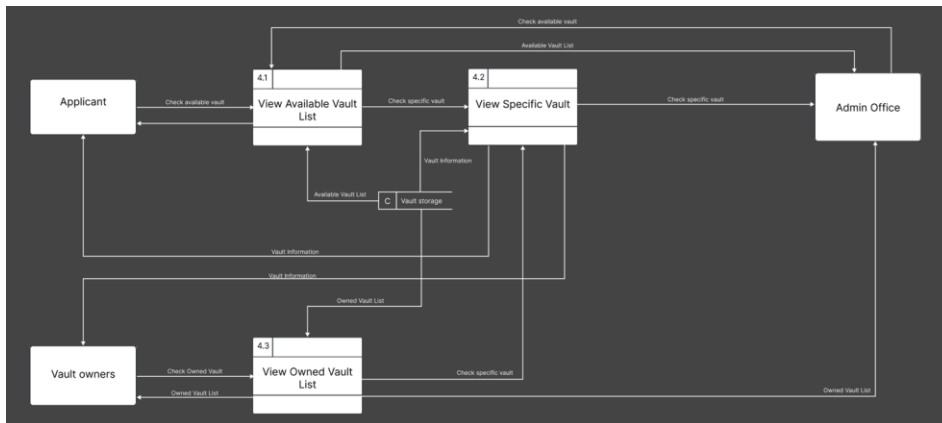 Check available vault
Available Vault List
4.1
4.2
Applicant
View Available Vault
List
View Specific Vault
Admin Office
Check available vault
Check specific vault
Check specific vault
Vault Information
Available Vault List
C
Vault storage
Vault Information
Vault Information
Owned Vault List
4.3
Vault owners
Check Owned Vault
View Owned Vault
List
Check specific vault
Owned Vault List
Owned Vault List